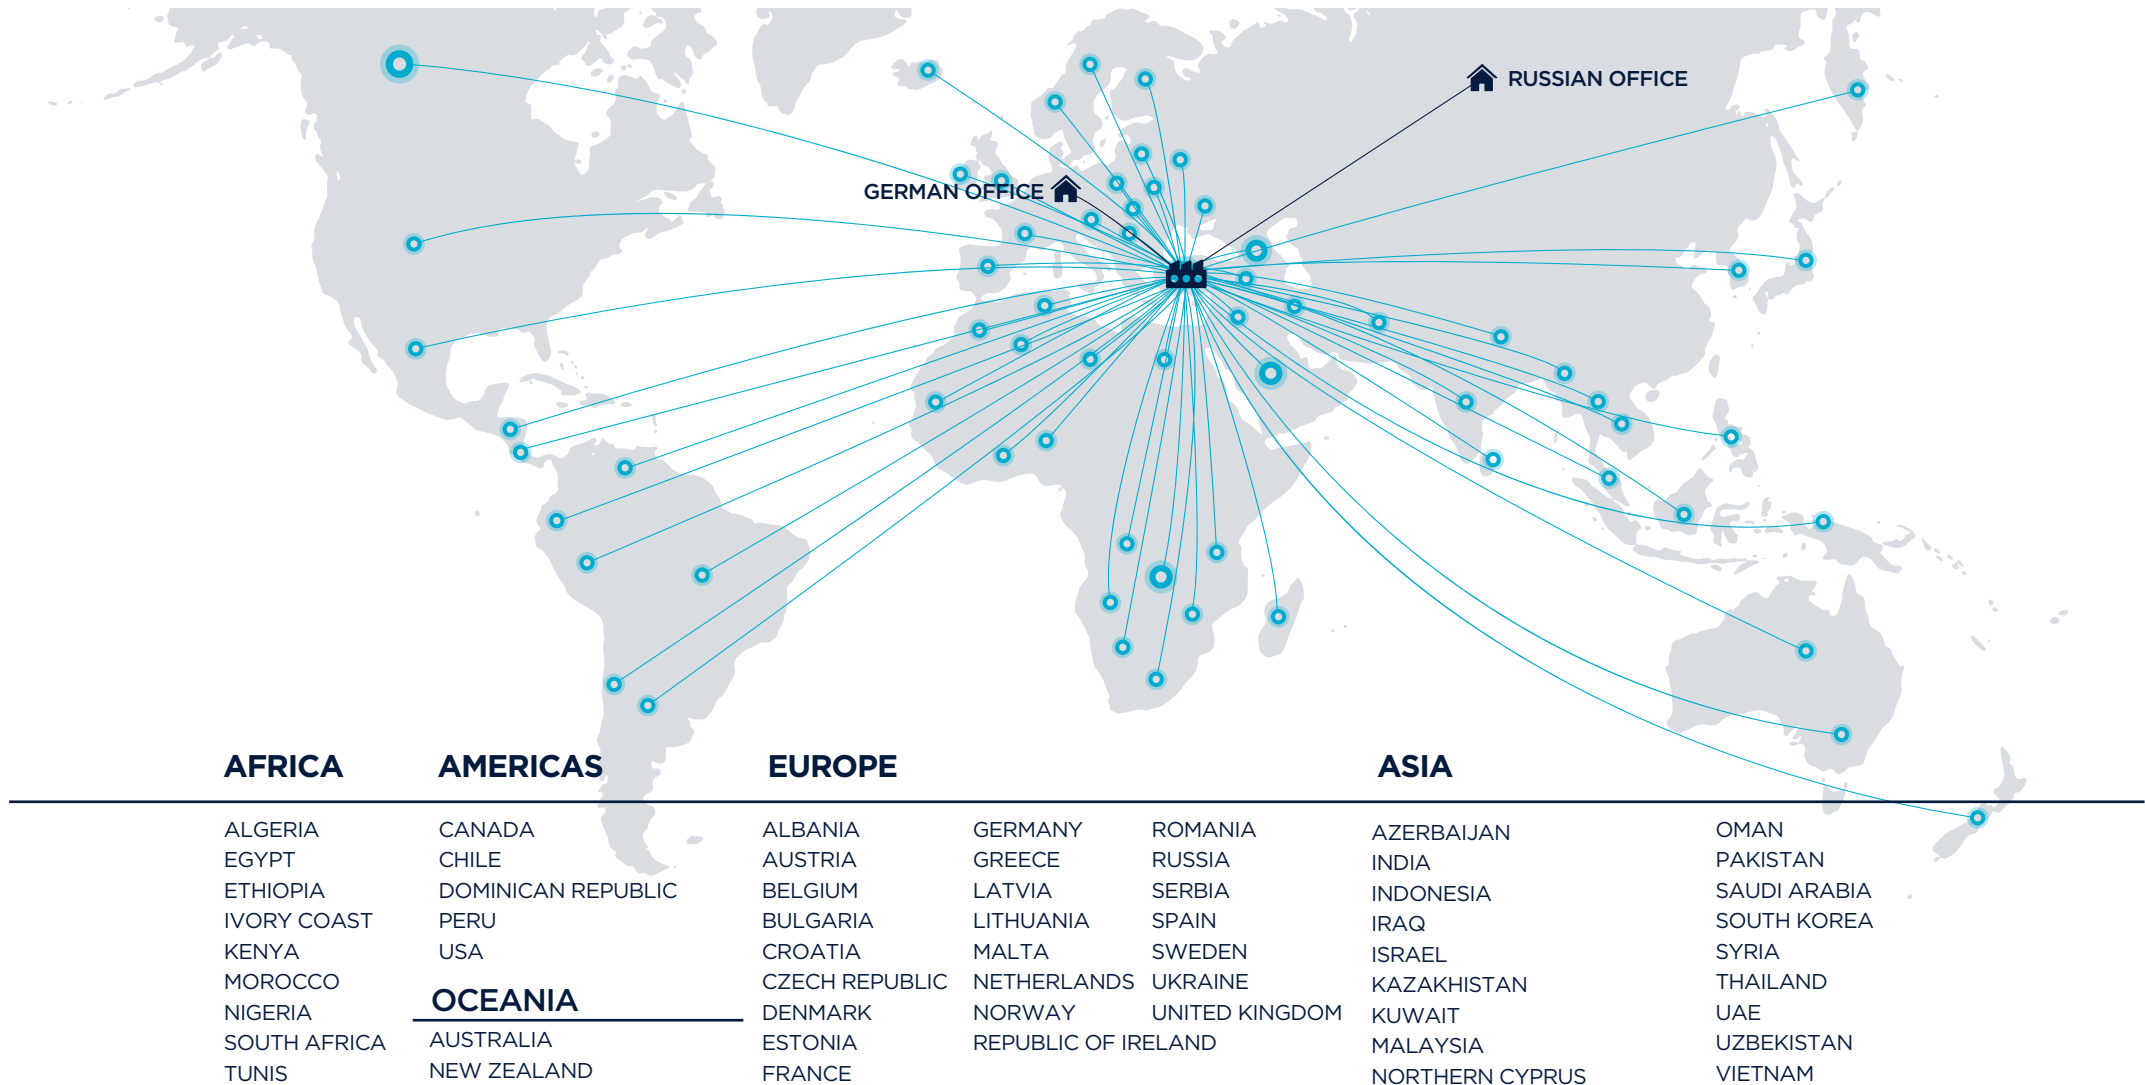 RUSSIAN OFFICE
GERMAN OFFICE
AFRICA
ALGERIA
EGYPT
ETHIOPIA
IVORY COAST
KENYA
MOROCCO
NIGERIA
SOUTH AFRICA
TUNIS
AMERICAS
CANADA
CHILE
DOMINICAN REPUBLIC
PERU
USA
OCEANIA
AUSTRALIA
NEW ZEALAND
EUROPE
ALBANIA
AUSTRIA
BELGIUM
BULGARIA
CROATIA
CZECH REPUBLIC
DENMARK
ESTONIA
FRANCE
GERMANY
GREECE
LATVIA
LITHUANIA
MALTA
NETHERLANDS
NORWAY
REPUBLIC OF IRELAND
ROMANIA
RUSSIA
SERBIA
SPAIN
SWEDEN
UKRAINE
UNITED KINGDOM
ASIA
AZERBAIJAN
INDIA
INDONESIA
IRAQ
ISRAEL
KAZAKHISTAN
KUWAIT
MALAYSIA
NORTHERN CYPRUS
OMAN
PAKISTAN
SAUDI ARABIA
SOUTH KOREA
SYRIA
THAILAND
UAE
UZBEKISTAN
VIETNAM